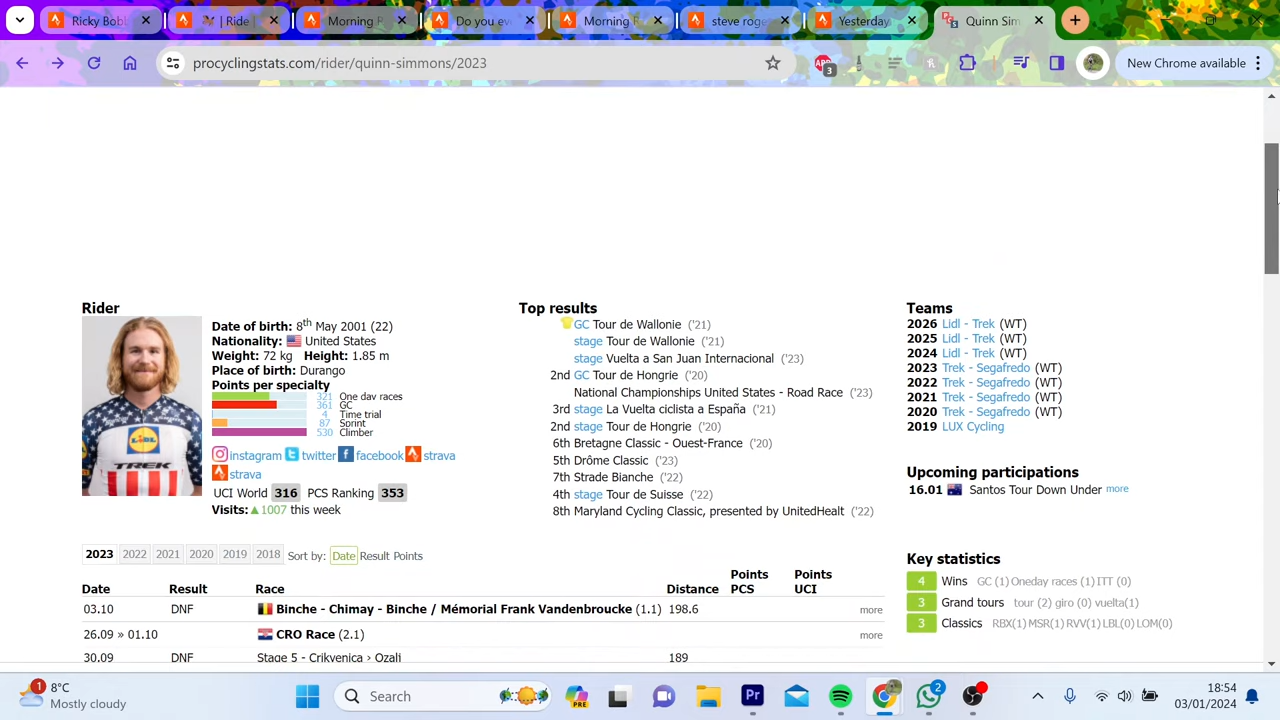 Ricky Bobb
| Ride |
Morning R
Do you eve
Morning R
steve roge
Yesterday
Quinn Sim
procyclingstats.com/rider/quinn-simmons/2023
ABP
3
New Chrome available
Rider
Date of birth: 8th May 2001 (22)
Nationality: United States
Weight: 72 kg Height: 1.85 m
Place of birth: Durango
Points per specialty
321 One day races
361 GC
4 Time trial
87 Sprint
530 Climber
instagram twitter facebook strava
strava
UCI World 316 PCS Ranking 353
Visits: ▲1007 this week
Top results
GC Tour de Wallonie ('21)
stage Tour de Wallonie ('21)
stage Vuelta a San Juan Internacional ('23)
2nd GC Tour de Hongrie ('20)
National Championships United States - Road Race ('23)
3rd stage La Vuelta ciclista a España ('21)
2nd stage Tour de Hongrie ('20)
6th Bretagne Classic - Ouest-France ('20)
5th Drôme Classic ('23)
7th Strade Bianche ('22)
4th stage Tour de Suisse ('22)
8th Maryland Cycling Classic, presented by UnitedHealt ('22)
Teams
2026 Lidl - Trek (WT)
2025 Lidl - Trek (WT)
2024 Lidl - Trek (WT)
2023 Trek - Segafredo (WT)
2022 Trek - Segafredo (WT)
2021 Trek - Segafredo (WT)
2020 Trek - Segafredo (WT)
2019 LUX Cycling
Upcoming participations
16.01 Santos Tour Down Under more
Key statistics
4 Wins GC (1) Oneday races (1) ITT (0)
3 Grand tours tour (2) giro (0) vuelta(1)
3 Classics RBX(1) MSR(1) RVV(1) LBL(0) LOM(0)
2023 2022 2021 2020 2019 2018 Sort by: Date Result Points
Date Result Race Distance Points PCS Points UCI
03.10 DNF Binche - Chimay - Binche / Mémorial Frank Vandenbroucke (1.1) 198.6 more
26.09 » 01.10 CRO Race (2.1) more
30.09 DNF Stage 5 - Crikvenica › Ozalj 189
LIDL
TREK
1
8°C
Mostly cloudy
Search
PRE
Pr
2
18:54
03/01/2024